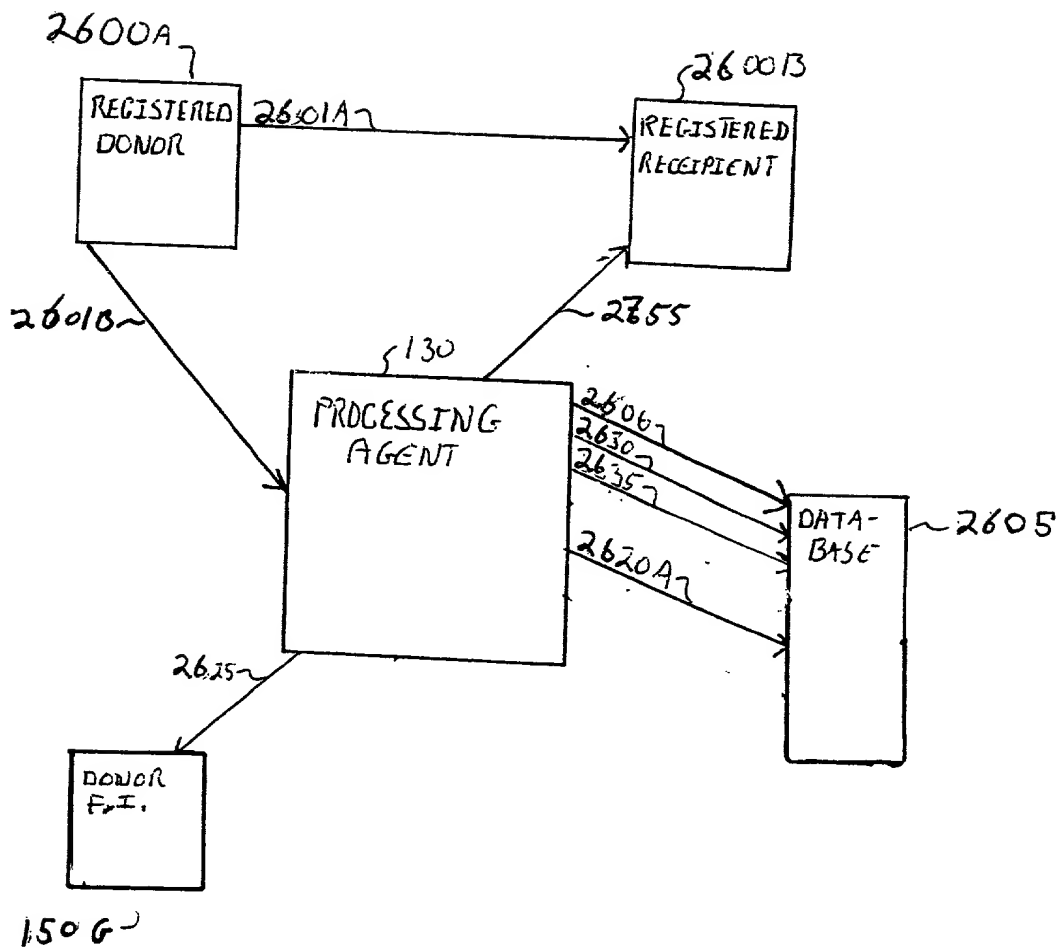 2600A
2600B
REGISTERED
DONOR
2601A
REGISTERED
RECEIPIENT
2601B
2655
130
PROCESSING
AGENT
2606
2630
2635
2620A
DATA-
BASE
2605
2625
DONOR
F.I.
150G